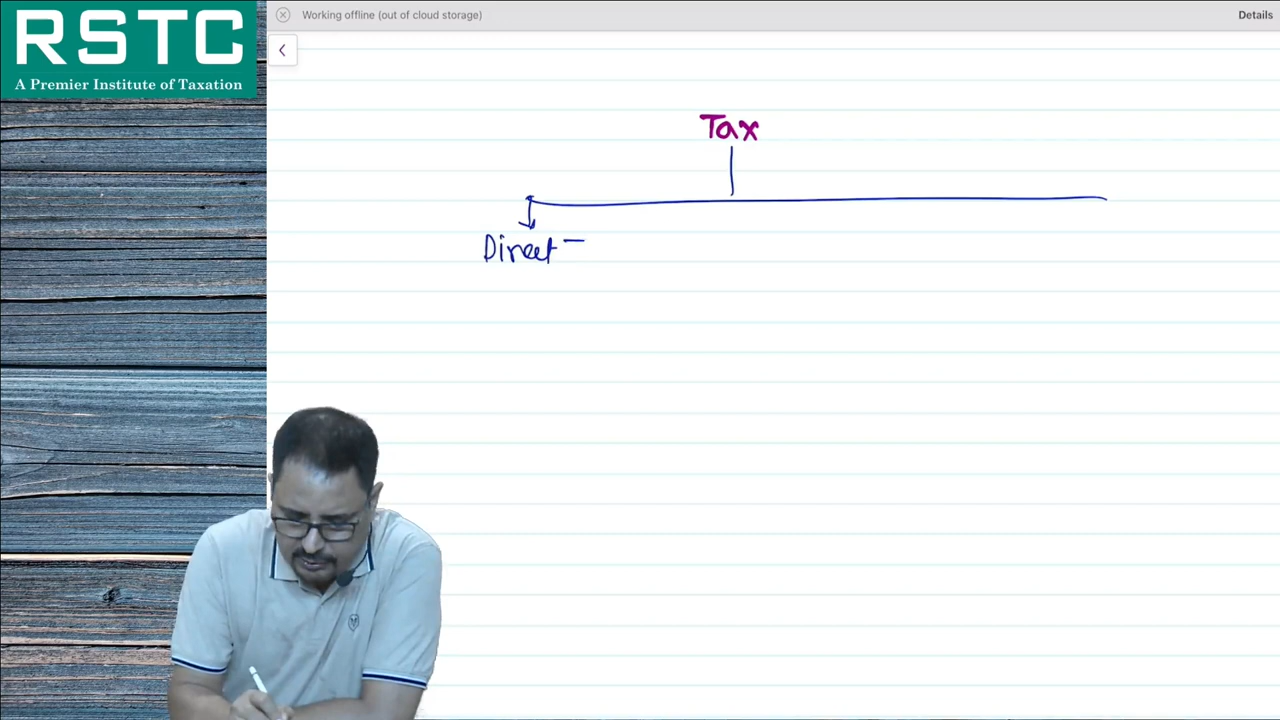 RSTC
A Premier Institute of Taxation
Working offline (out of cloud storage)
Details
Tax
Direct